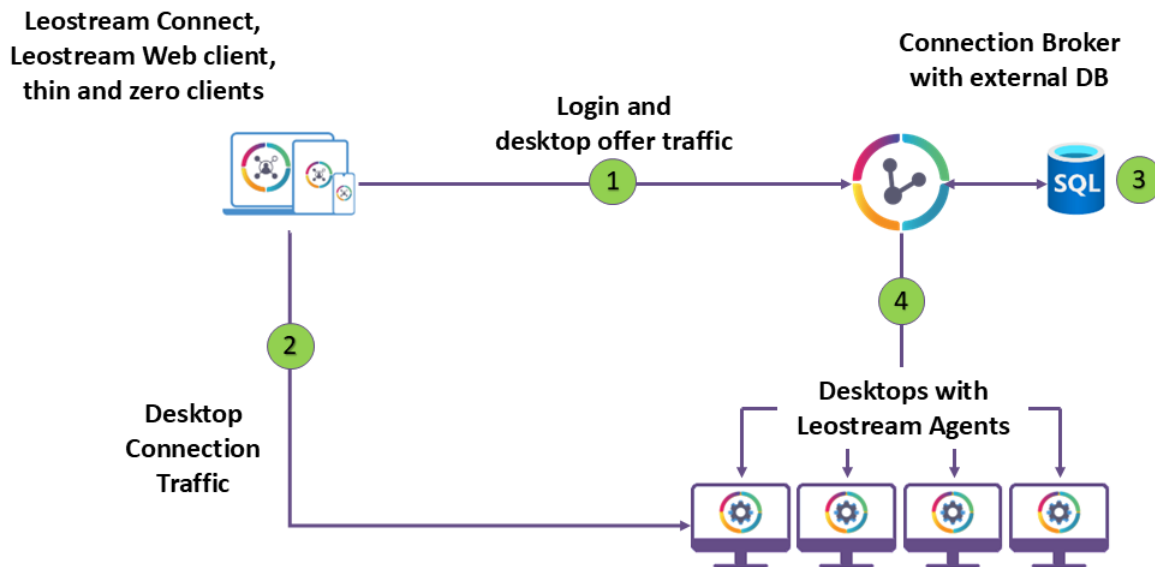 Leostream Connect,
Leostream Web client,
thin and zero clients
Connection Broker
with external DB
Login and
desktop offer traffic
1
SQL
3
4
2
Desktop
Connection
Traffic
Desktops with
Leostream Agents